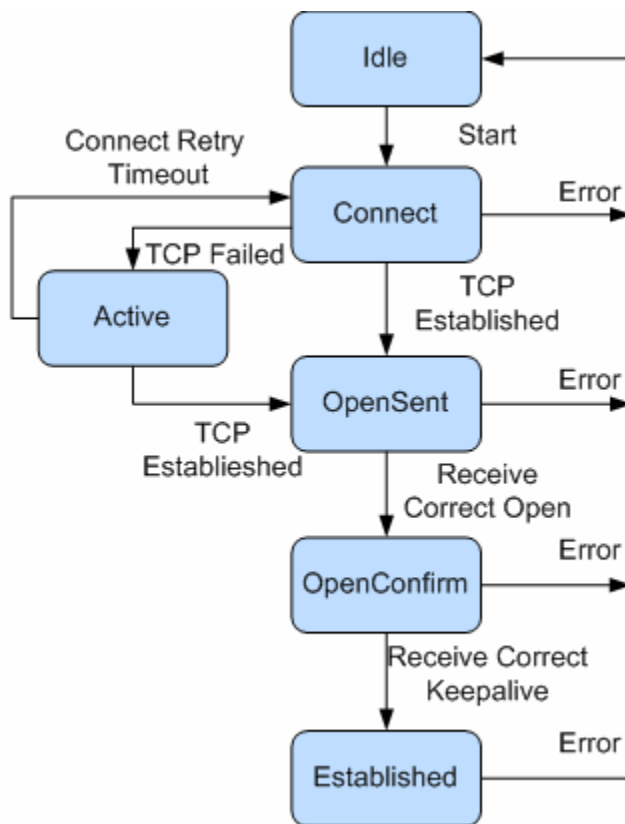 Idle
Start
Connect Retry
Timeout
Connect
Error
TCP Failed
TCP
Established
Active
OpenSent
Error
TCP
Establieshed
Receive
Correct Open
OpenConfirm
Error
Receive Correct
Keepalive
Established
Error